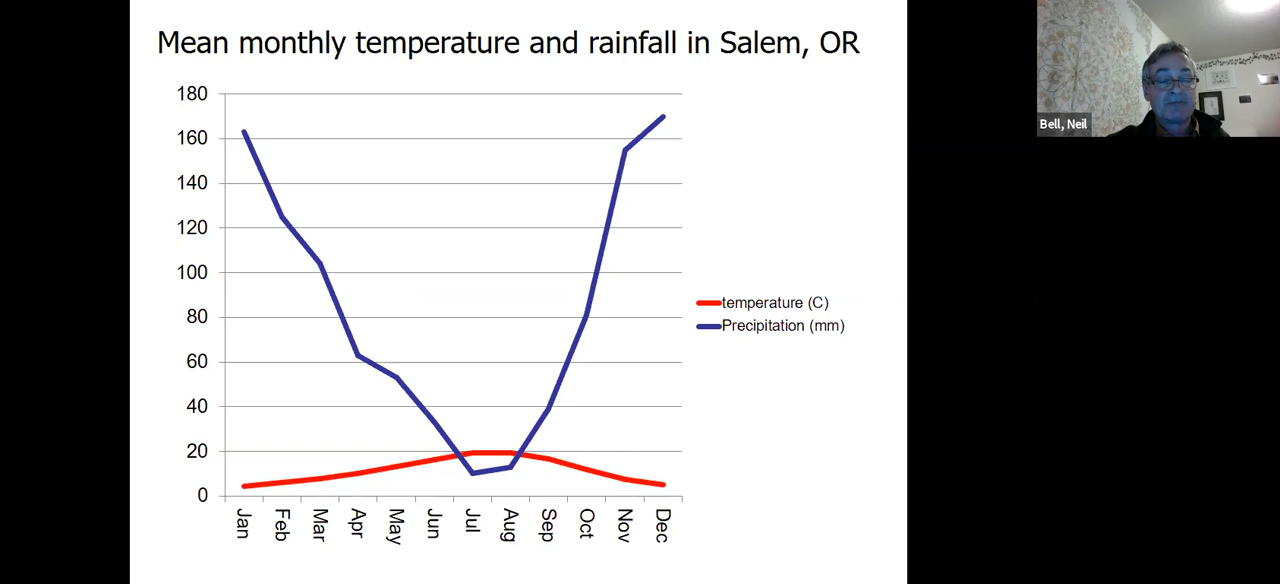 Mean monthly temperature and rainfall in Salem, OR
180
160
140
120
100
80
60
40
20
0
Jan
Feb
Mar
Apr
May
Jun
Jul
Aug
Sep
Oct
Nov
Dec
temperature (C)
Precipitation (mm)
Bell, Neil